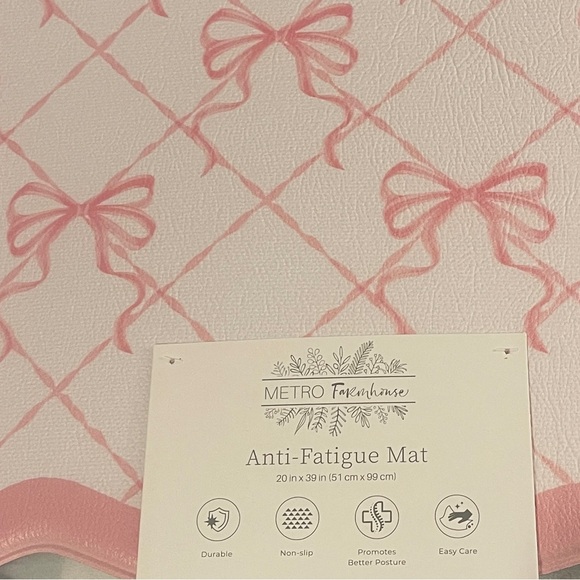 METRO Farmhouse
Anti-Fatigue Mat
20 in x 39 in (51 cm x 99 cm)
Durable
Non-slip
Promotes
Better Posture
Easy Care